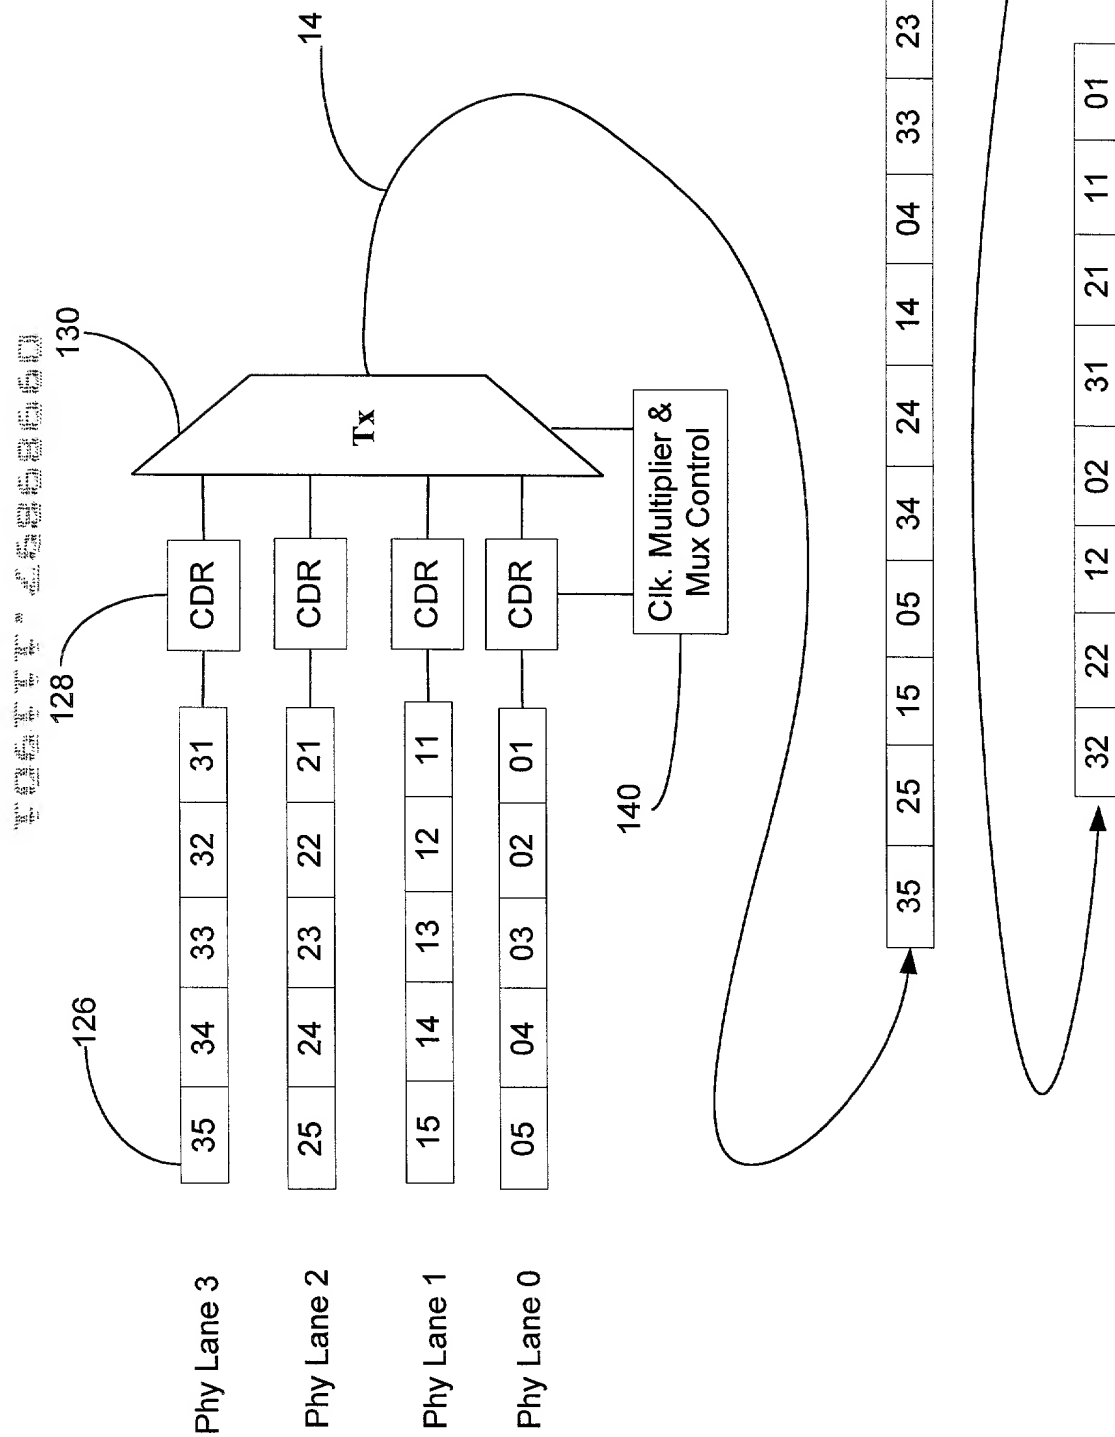 130
14
128
126
Phy Lane 3
35 34 33 32 31
CDR
Phy Lane 2
25 24 23 22 21
CDR
Tx
Phy Lane 1
15 14 13 12 11
CDR
Phy Lane 0
05 04 03 02 01
CDR
140
Clk. Multiplier &
Mux Control
35 25 15 05 34 24 14 04 33 23
32 22 12 02 31 21 11 01